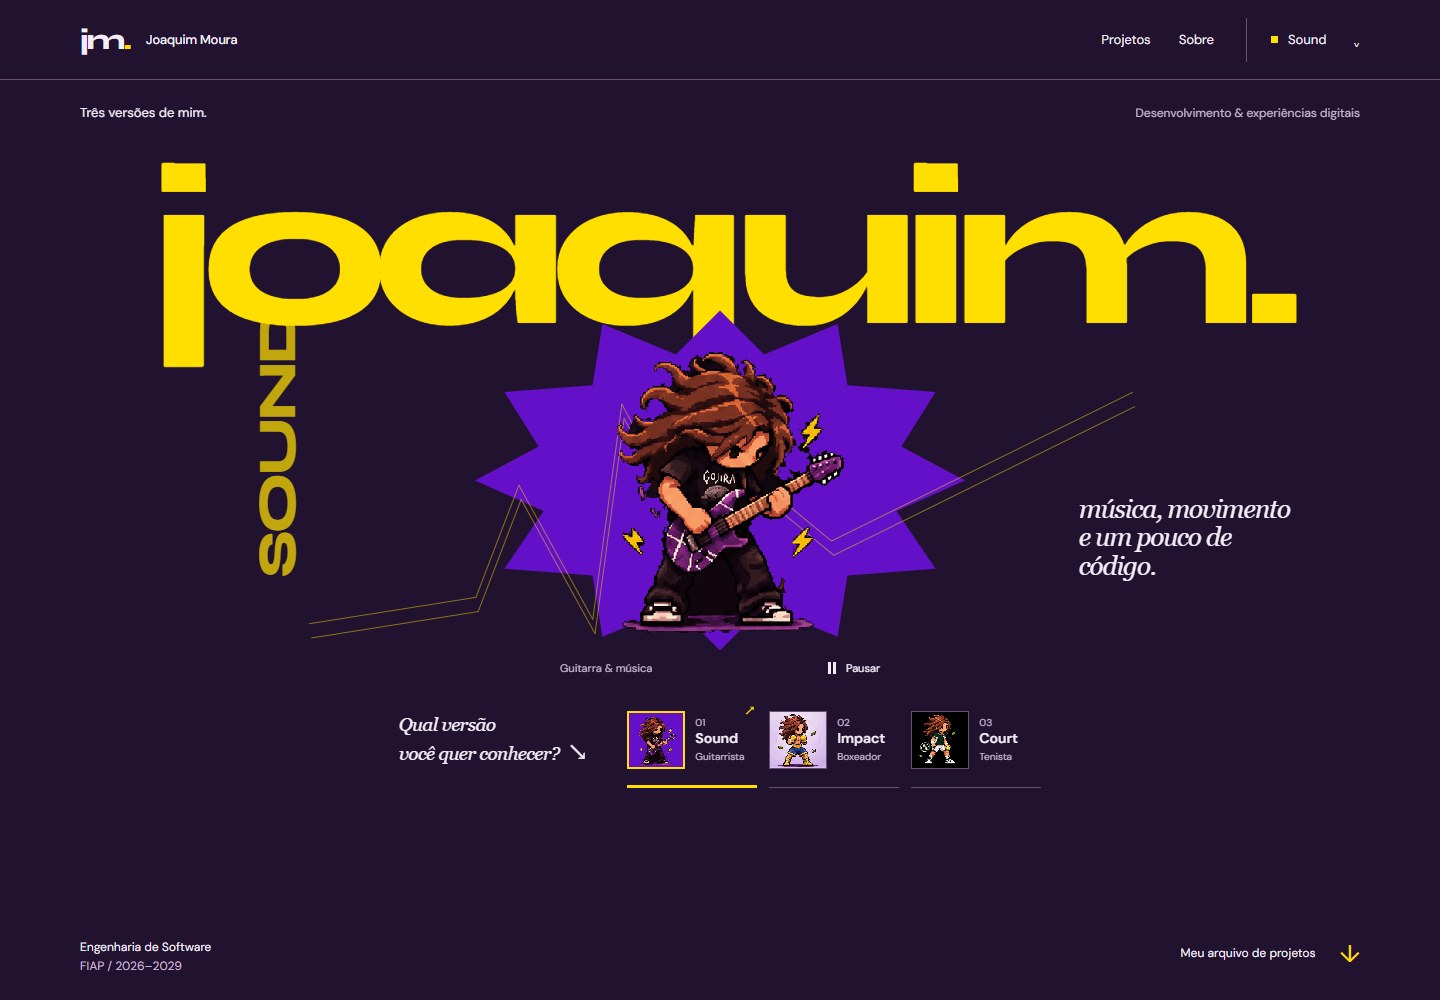 jm.
Joaquim Moura
Projetos
Sobre
Sound
Três versões de mim.
Desenvolvimento & experiências digitais
joaquim.
SOUND
GOJIRA
música, movimento
e um pouco de
código.
Guitarra & música
Pausar
Qual versão
você quer conhecer?
01
Sound
Guitarrista
02
Impact
Boxeador
03
Court
Tenista
Engenharia de Software
FIAP / 2026–2029
Meu arquivo de projetos